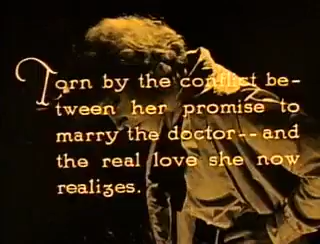 Torn by the conflict be-
tween her promise to
marry the doctor--and
the real love she now
realizes.